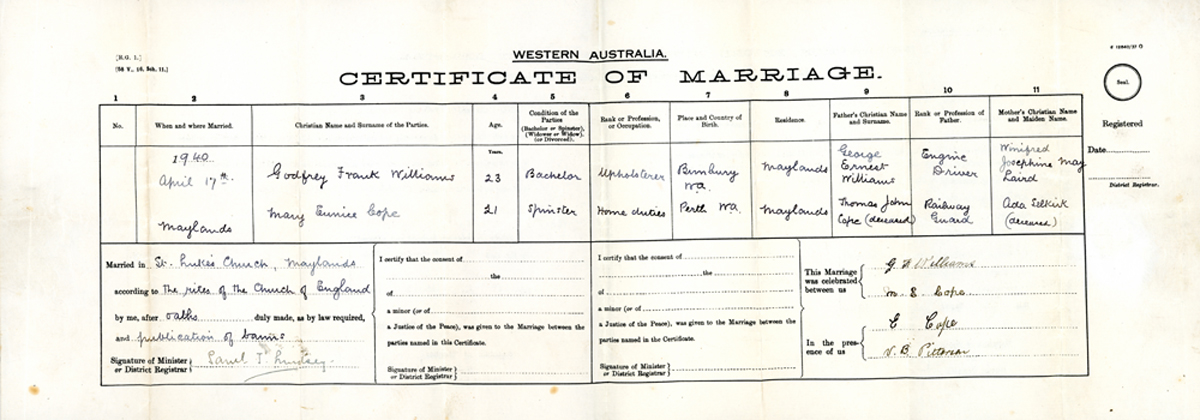 [R.G. 1.]
[58 V., 10. Sch. 11.]
WESTERN AUSTRALIA.
CERTIFICATE OF MARRIAGE.
Seal.
Registered
Date
District Registrar.
1 2 3 4 5 6 7 8 9 10 11
No. When and where Married. Christian Name and Surname of the Parties. Age. Condition of the Parties (Bachelor or Spinster), (Widower or Widow), (or Divorced). Rank or Profession, or Occupation. Place and Country of Birth. Residence. Father's Christian Name and Surname. Rank or Profession of Father. Mother's Christian Name and Maiden Name.
Years.
1940 April 17th Godfrey Frank Williams 23 Bachelor Upholsterer Bunbury WA. Maylands George Ernest Williams Engine Driver Winifred Josephine May Laird
Maylands Mary Eunice Cope 21 Spinster Home duties Perth WA. Maylands Thomas John Cope (deceased) Railway Guard Ada Selkirk (deceased)
Married in St. Luke's Church, Maylands
according to the rites of the Church of England
by me, after oaths duly made, as by law required,
and publication of banns
Signature of Minister
or District Registrar
I certify that the consent of
the
of
a minor (or of
a Justice of the Peace), was given to the Marriage between the
parties named in this Certificate.
Signature of Minister
or District Registrar
I certify that the consent of
the
of
a minor (or of
a Justice of the Peace), was given to the Marriage between the
parties named in the Certificate.
Signature of Minister
or District Registrar
This Marriage was celebrated between us
G F Williams
M. E. Cope
In the presence of us
E Cope